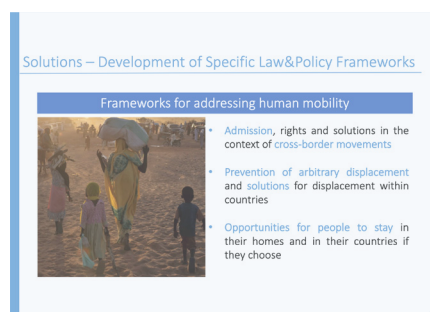 Solutions – Development of Specific Law&Policy Frameworks
Frameworks for addressing human mobility
• Admission, rights and solutions in the
context of cross-border movements
• Prevention of arbitrary displacement
and solutions for displacement within
countries
• Opportunities for people to stay in
their homes and in their countries if
they choose